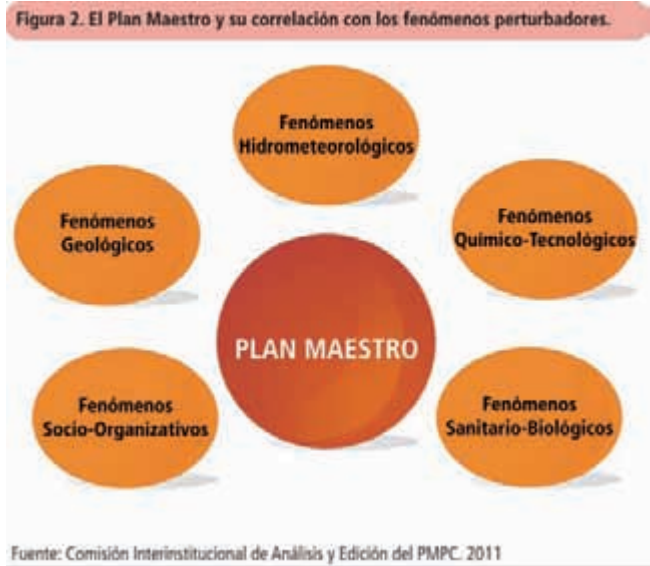 Figura 2. El Plan Maestro y su correlación con los fenómenos perturbadores.
Fenómenos
Hidrometeorológicos
Fenómenos
Geológicos
Fenómenos
Químico-Tecnológicos
PLAN MAESTRO
Fenómenos
Socio-Organizativos
Fenómenos
Sanitario-Biológicos
Fuente: Comisión Interinstitucional de Análisis y Edición del PMPC. 2011